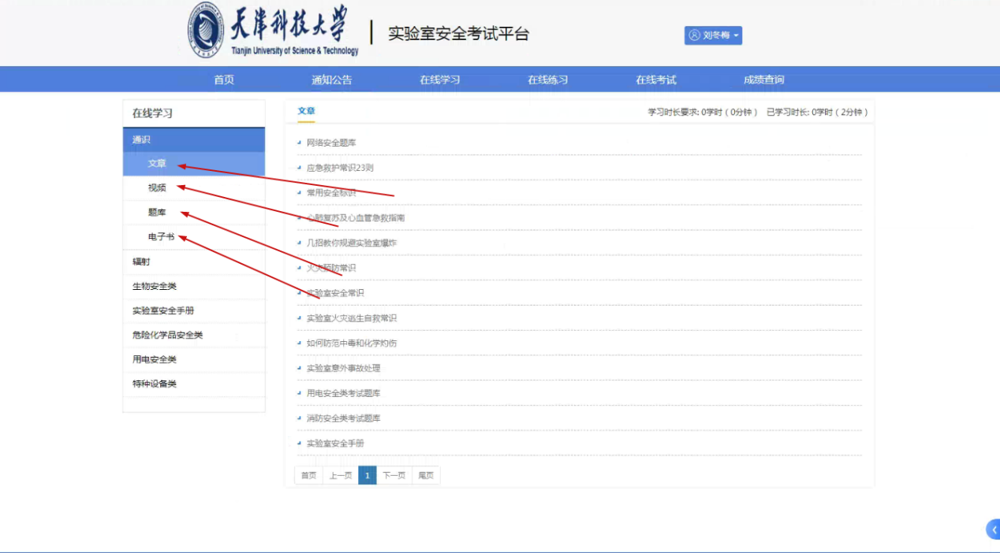 天津科技大学
Tianjin University of Science & Technology
实验室安全考试平台
刘冬梅
首页 通知公告 在线学习 在线练习 在线考试 成绩查询
在线学习
通识
文章
视频
题库
电子书
辐射
生物安全类
实验室安全手册
危险化学品安全类
用电安全类
特种设备类
文章
学习时长要求: 0学时（0分钟） 已学习时长: 0学时（2分钟）
网络安全题库
应急救护常识23则
常用安全标识
心肺复苏及心血管急救指南
几招教你规避实验室爆炸
火灾预防常识
实验室安全常识
实验室火灾逃生自救常识
如何防范中毒和化学灼伤
实验室意外事故处理
用电安全类考试题库
消防安全类考试题库
实验室安全手册
首页 上一页 1 下一页 尾页